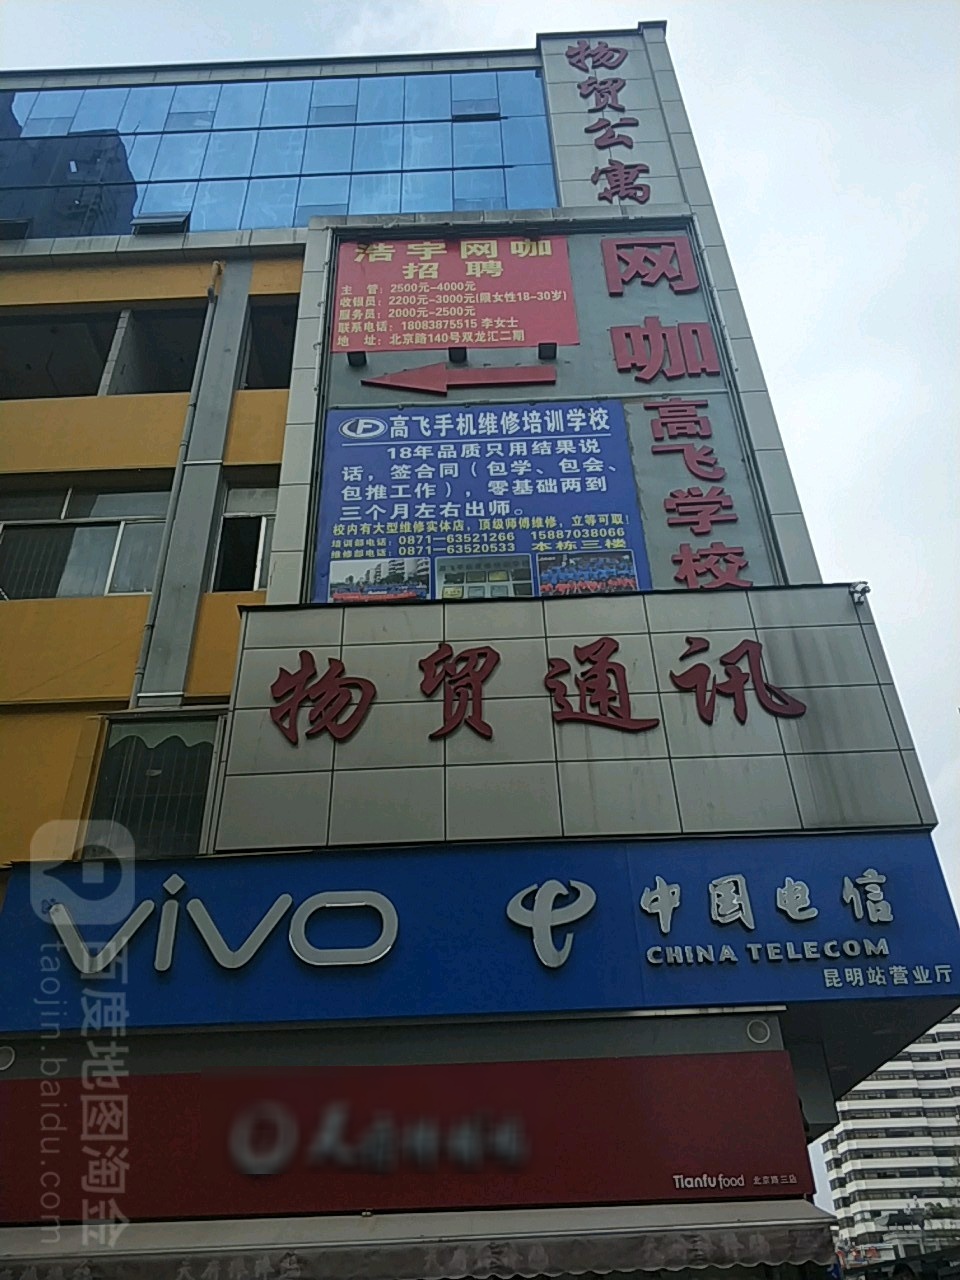 物贸公寓
浩宇网咖
招 聘
主 管：2500元-4000元
收银员：2200元-3000元(限女性18-30岁)
服务员：2000元-2500元
联系电话：18083875515 李女士
地 址：北京路140号双龙汇二期
网咖
高飞学校
高飞手机维修培训学校
18年品质只用结果说
话，签合同（包学、包会、
包推工作），零基础两到
三个月左右出师。
校内有大型维修实体店，顶级师傅维修，立等可取！
培训部电话：0871-63521266 15887038066
维修部电话：0871-63520533 本栋三楼
物贸通讯
vivo
中国电信
CHINA TELECOM
昆明站营业厅
Tianfu food 北京路三店
百度地图淘金
taojin.baidu.com